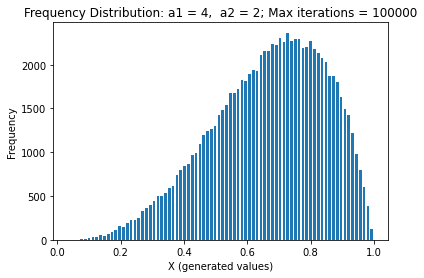 Frequency Distribution: a1 = 4,  a2 = 2; Max iterations = 100000
2000
1500
1000
500
0
Frequency
0.0 0.2 0.4 0.6 0.8 1.0
X (generated values)